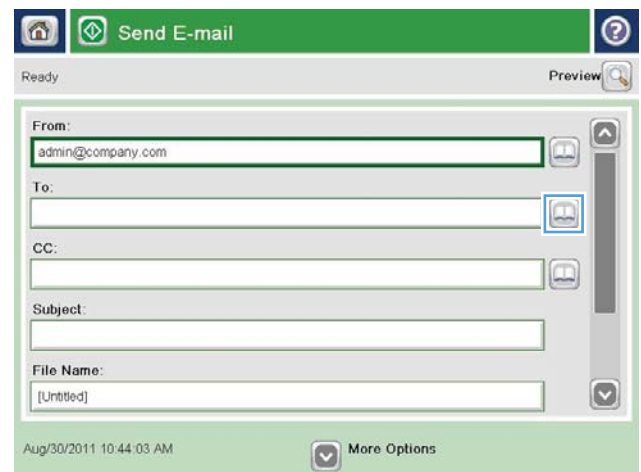 Send E-mail
Ready
Preview
From:
admin@company.com
To:
CC:
Subject:
File Name:
[Untitled]
Aug/30/2011 10:44:03 AM
More Options